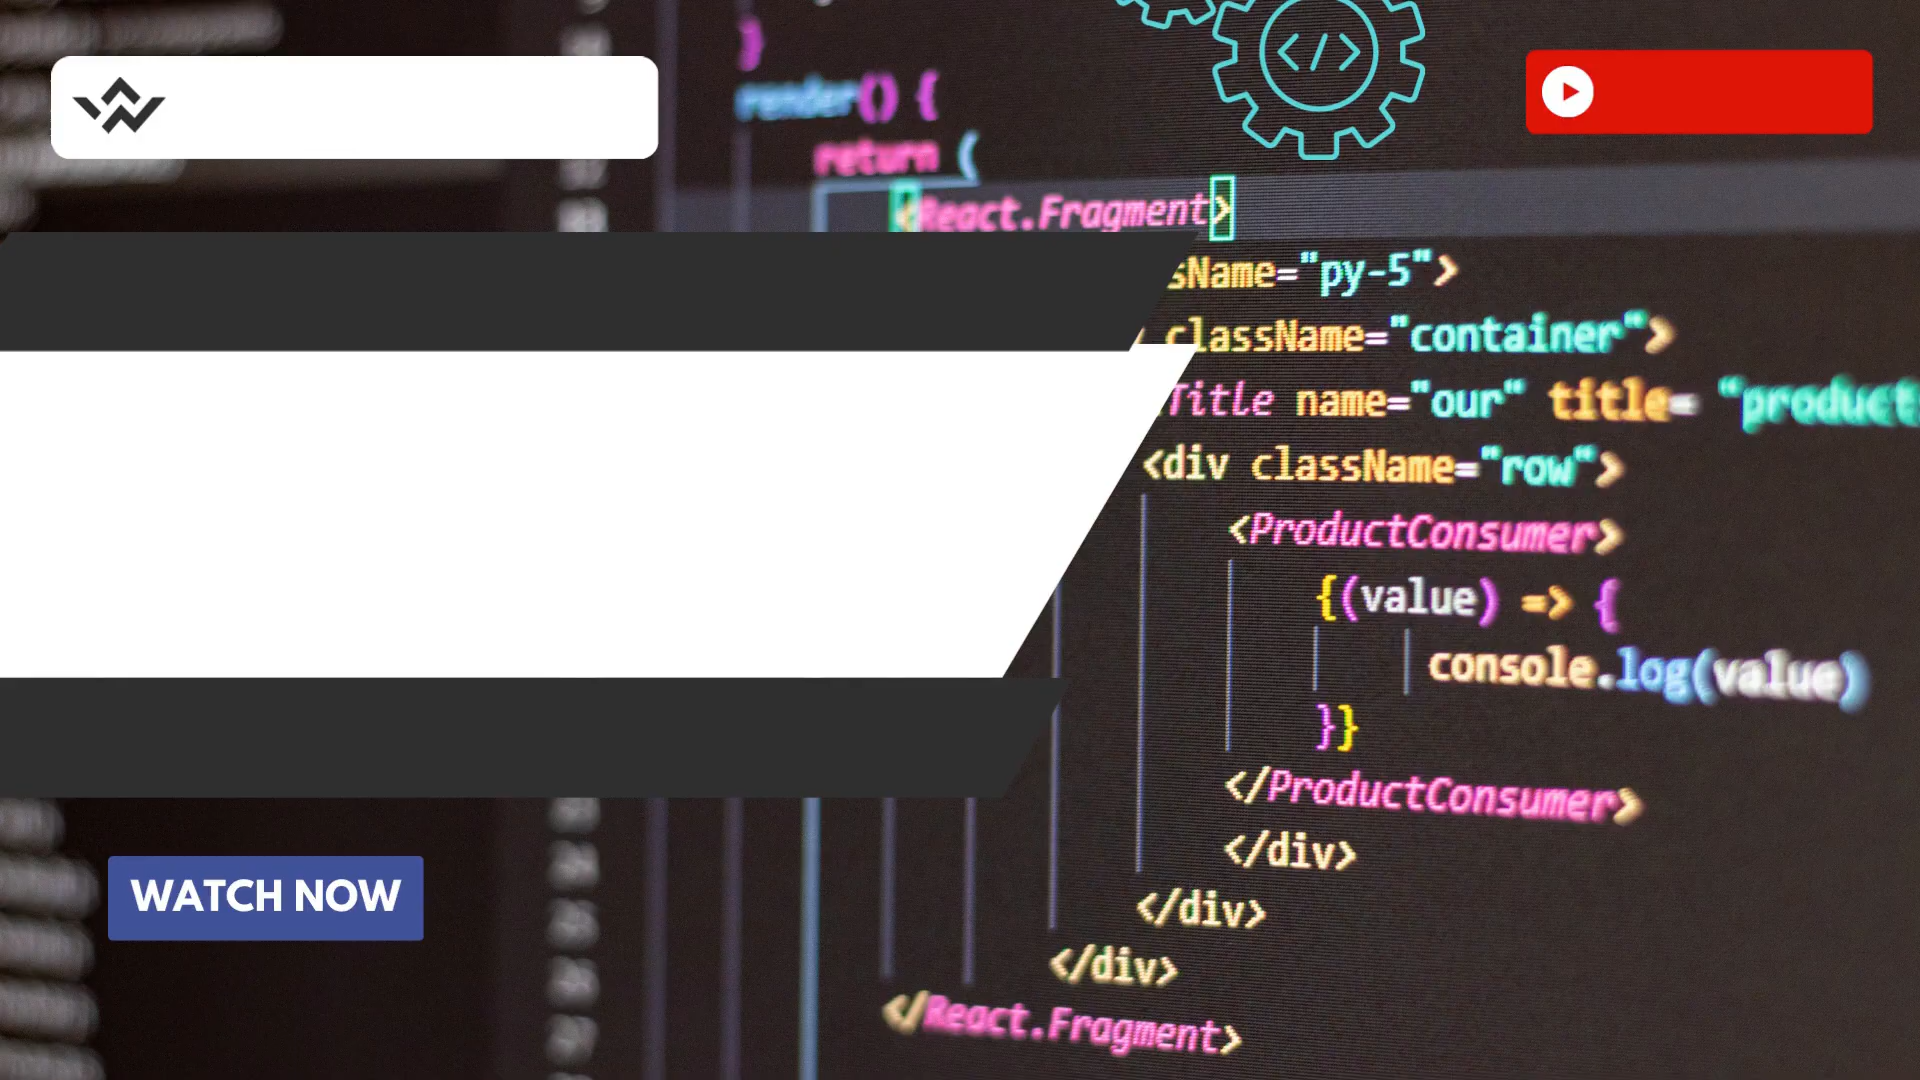 }
render() {
return (
<React.Fragment>
sName="py-5">
className="container">
Title name="our" title= "product
<div className="row">
<ProductConsumer>
{(value) => {
console.log(value)
}}
</ProductConsumer>
</div>
</div>
</div>
</React.Fragment>
</>
WATCH NOW